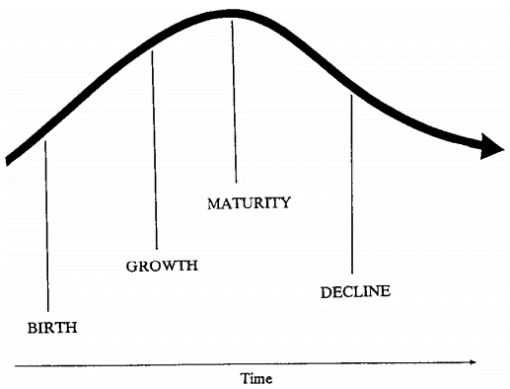 MATURITY
GROWTH
DECLINE
BIRTH
Time